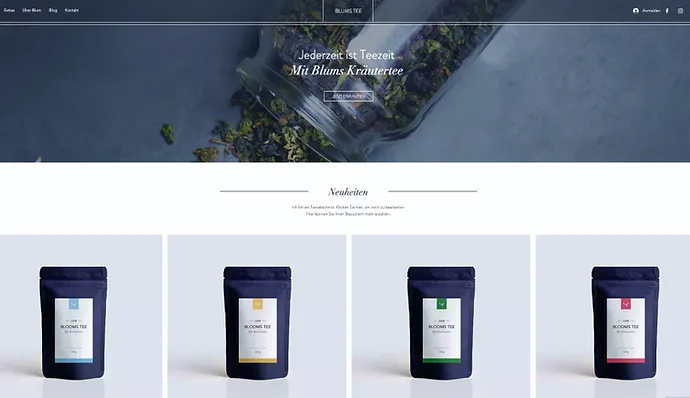 Extras Über Blum Blog Kontakt
BLUMS TEE
Anmelden
Jederzeit ist Teezeit
Mit Blums Kräutertee
JETZT EINKAUFEN
Neuheiten
Ich bin ein Textabschnitt. Klicken Sie hier, um mich zu bearbeiten.
Hier können Sie Ihren Besuchern mehr erzählen.
BLOOMS TEE
BLOOMS TEE
BLOOMS TEE
BLOOMS TEE